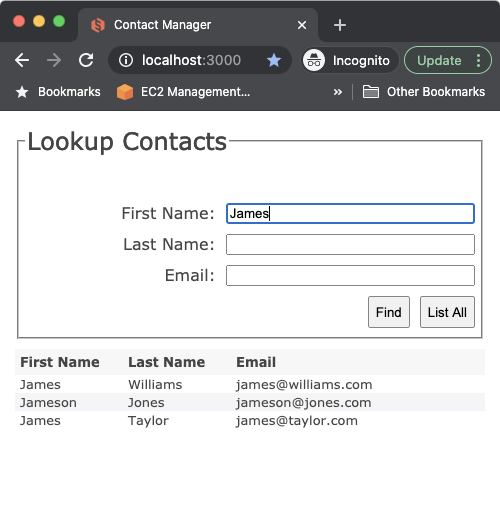 Contact Manager
localhost:3000 Incognito Update
Bookmarks EC2 Management... » Other Bookmarks
Lookup Contacts
First Name: James
Last Name:
Email:
Find List All
First Name Last Name Email
James Williams james@williams.com
Jameson Jones jameson@jones.com
James Taylor james@taylor.com